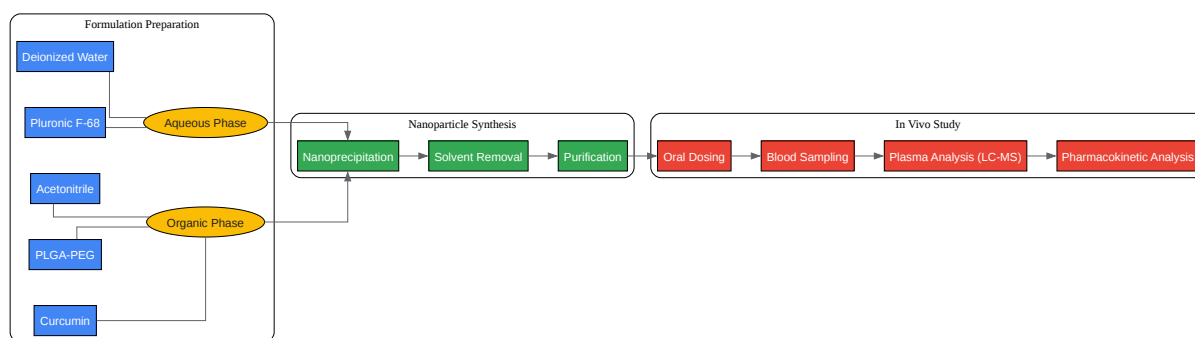 Formulation Preparation
Deionized Water
Pluronic F-68
Aqueous Phase
Acetonitrile
Organic Phase
PLGA-PEG
Curcumin
Nanoparticle Synthesis
Nanoprecipitation
Solvent Removal
Purification
In Vivo Study
Oral Dosing
Blood Sampling
Plasma Analysis (LC-MS)
Pharmacokinetic Analysis